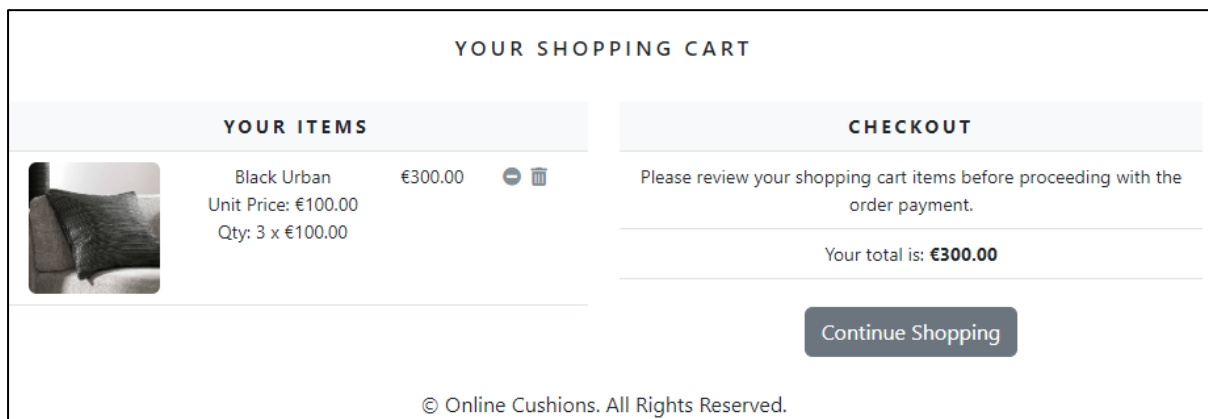 YOUR SHOPPING CART
YOUR ITEMS
Black Urban
Unit Price: €100.00
Qty: 3 x €100.00
€300.00
CHECKOUT
Please review your shopping cart items before proceeding with the
order payment.
Your total is: €300.00
Continue Shopping
© Online Cushions. All Rights Reserved.